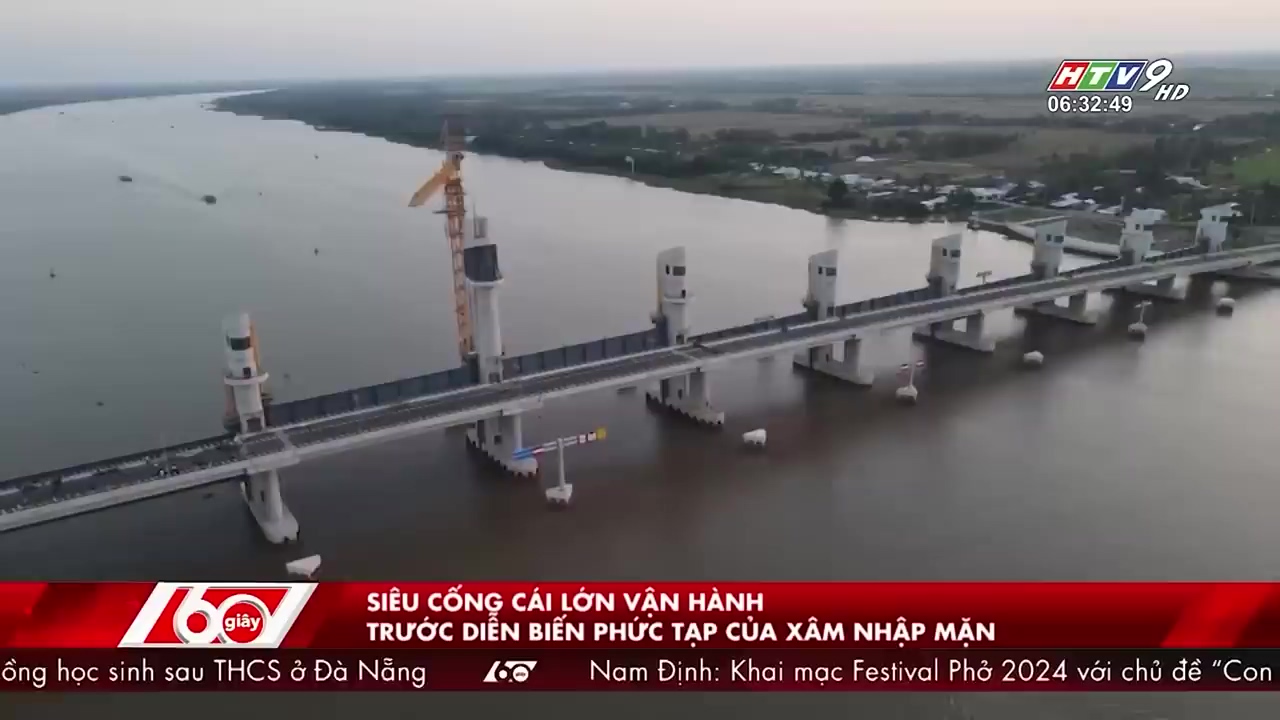 HTV9 HD
06:32:49
60 giây
SIÊU CỐNG CÁI LỚN VẬN HÀNH
TRƯỚC DIỄN BIẾN PHỨC TẠP CỦA XÂM NHẬP MẶN
ồng học sinh sau THCS ở Đà Nẵng 60 giây Nam Định: Khai mạc Festival Phở 2024 với chủ đề “Con